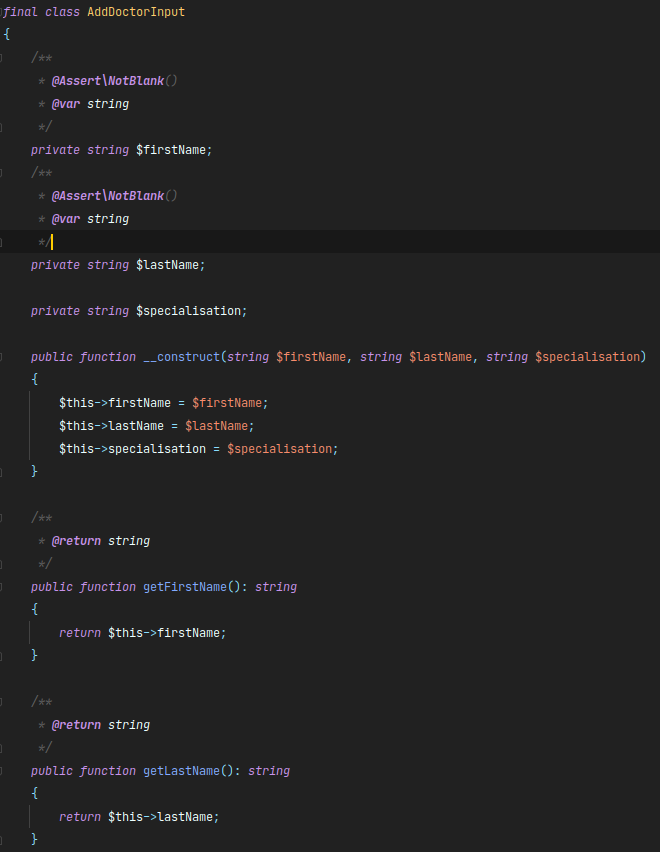 final class AddDoctorInput
{
/**
* @Assert\NotBlank()
* @var string
*/
private string $firstName;
/**
* @Assert\NotBlank()
* @var string
*/
private string $lastName;
private string $specialisation;
public function __construct(string $firstName, string $lastName, string $specialisation)
{
$this->firstName = $firstName;
$this->lastName = $lastName;
$this->specialisation = $specialisation;
}
/**
* @return string
*/
public function getFirstName(): string
{
return $this->firstName;
}
/**
* @return string
*/
public function getLastName(): string
{
return $this->lastName;
}